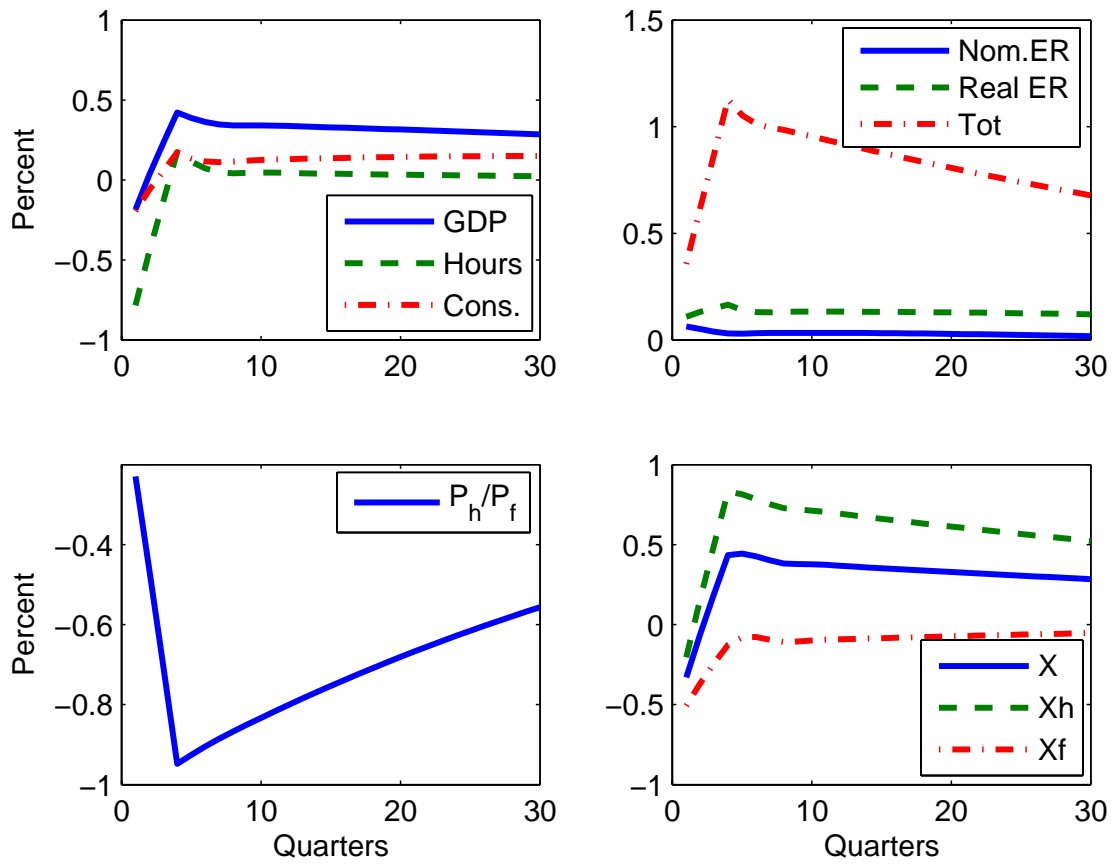 1
0.5
0
−0.5
−1
Percent
0
10
20
30
GDP
Hours
Cons.
1.5
1
0.5
0
0
10
20
30
Nom.ER
Real ER
Tot
−0.4
−0.6
−0.8
−1
Percent
0
10
20
30
Quarters
P_h/P_f
1
0.5
0
−0.5
−1
0
10
20
30
Quarters
X
Xh
Xf